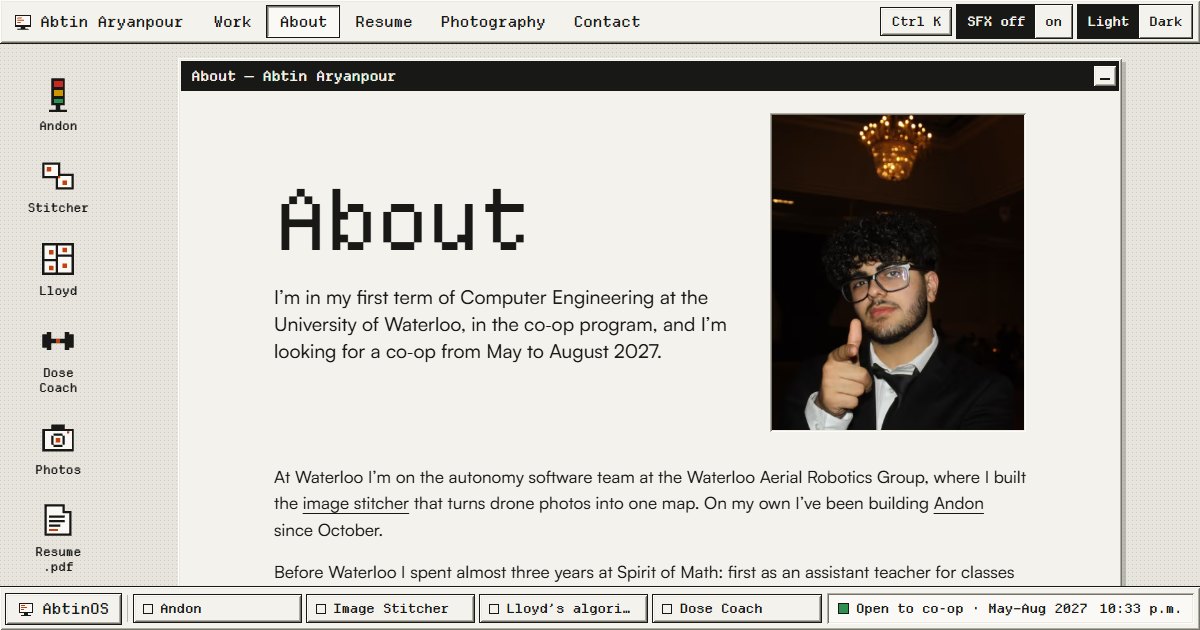 Abtin Aryanpour Work About Resume Photography Contact Ctrl K SFX off on Light Dark
About — Abtin Aryanpour
Andon
Stitcher
Lloyd
Dose
Coach
Photos
Resume
.pdf
About
I’m in my first term of Computer Engineering at the
University of Waterloo, in the co-op program, and I’m
looking for a co-op from May to August 2027.
At Waterloo I’m on the autonomy software team at the Waterloo Aerial Robotics Group, where I built
the image stitcher that turns drone photos into one map. On my own I’ve been building Andon
since October.
Before Waterloo I spent almost three years at Spirit of Math: first as an assistant teacher for classes
AbtinOS Andon Image Stitcher Lloyd’s algori… Dose Coach Open to co-op · May–Aug 2027 10:33 p.m.